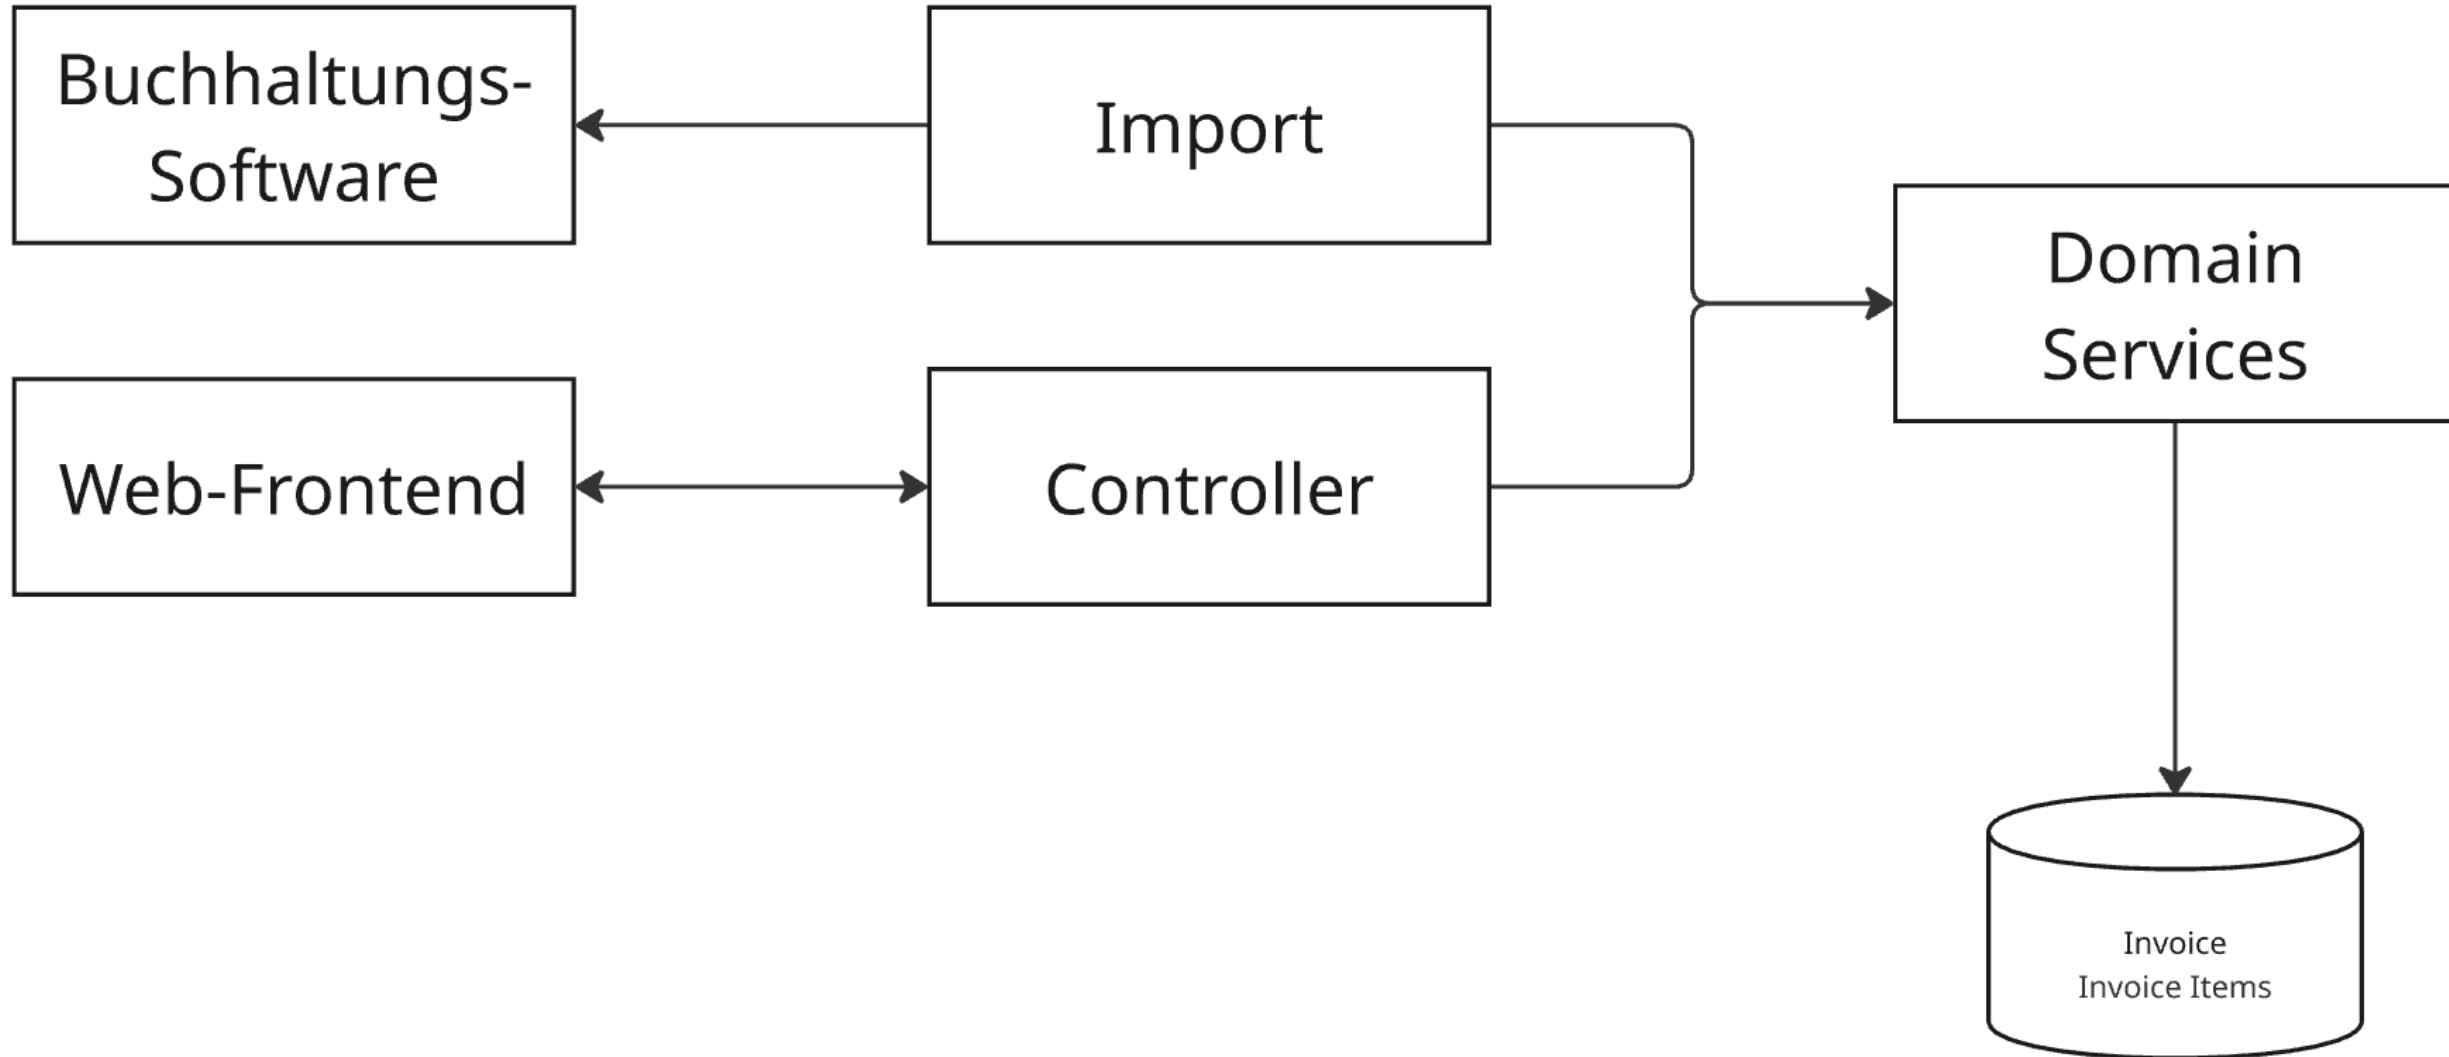 Buchhaltungs-
Software
Import
Domain
Services
Web-Frontend
Controller
Invoice
Invoice Items